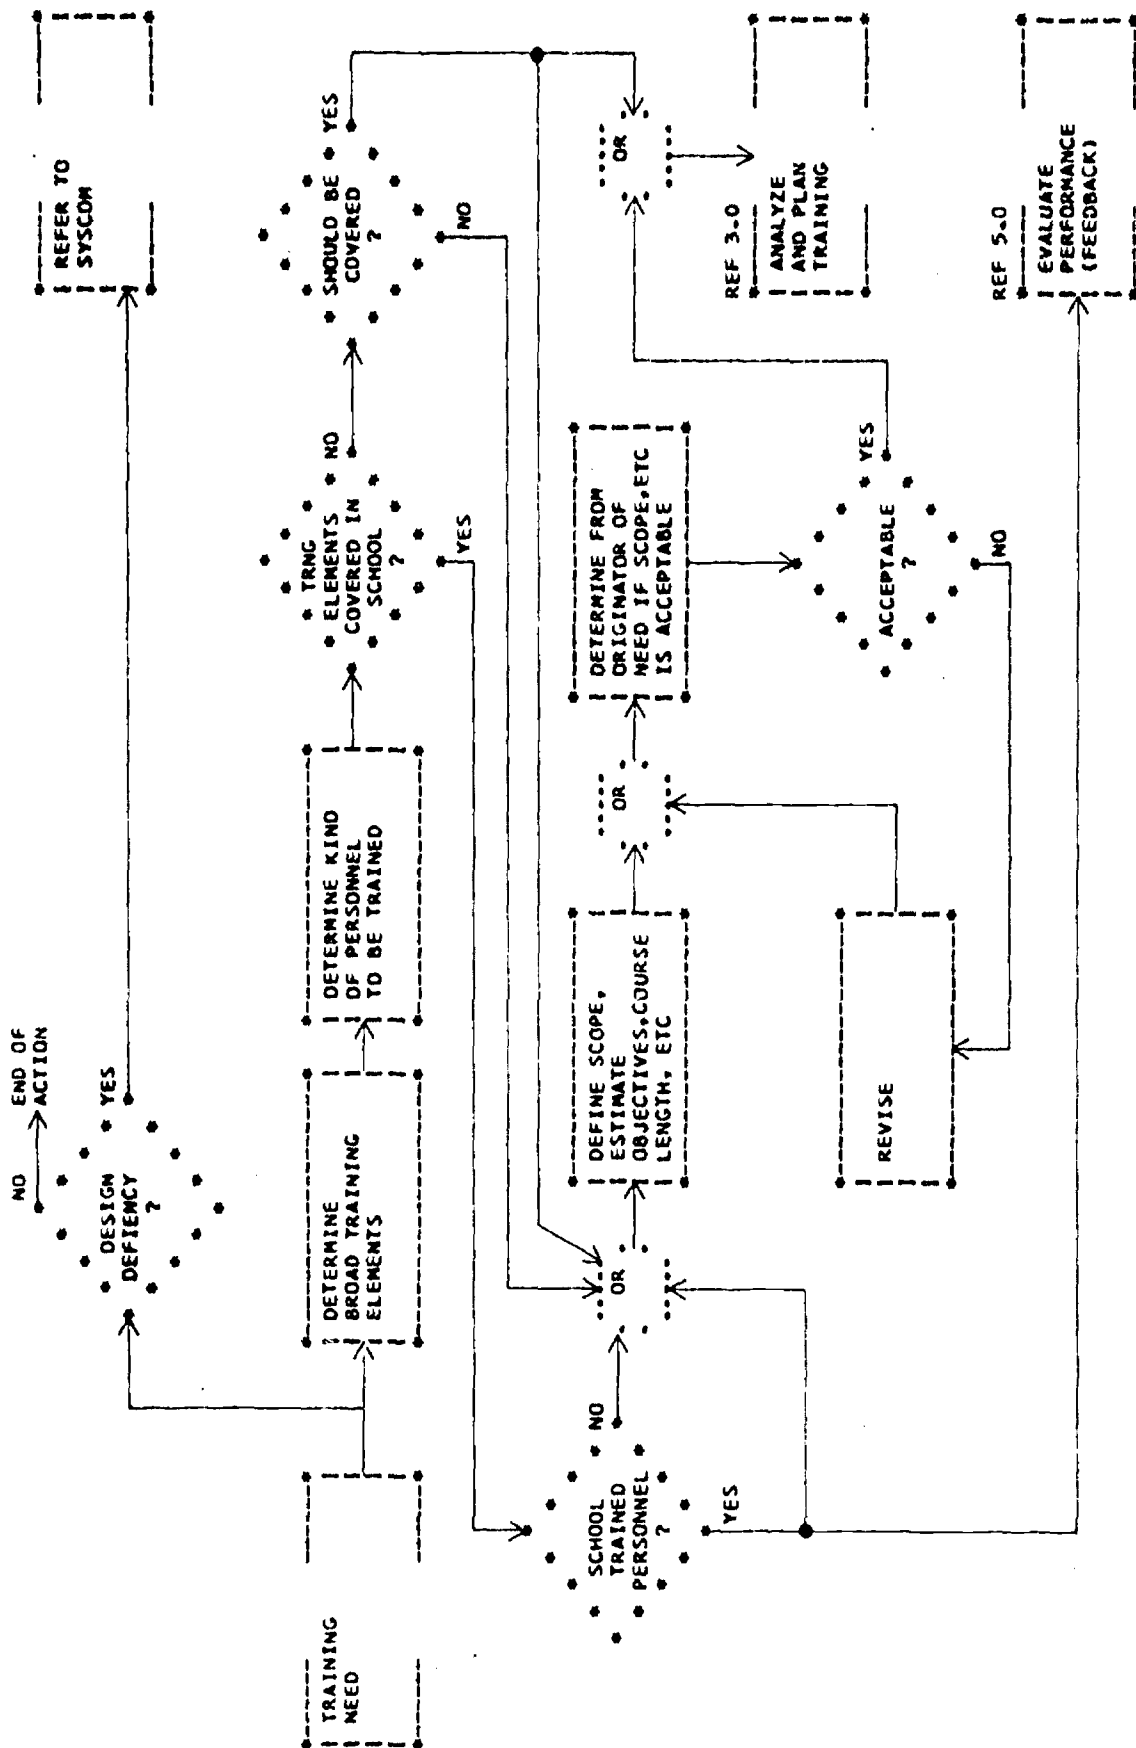 NO
END OF
ACTION
DESIGN
DEFIENCY
?
YES
REFER TO
SYSCOM
TRAINING
NEED
DETERMINE
BROAD TRAINING
ELEMENTS
DETERMINE KIND
OF PERSONNEL
TO BE TRAINED
TRNG
ELEMENTS
COVERED IN
SCHOOL
?
NO
YES
SHOULD BE
COVERED
?
YES
NO
SCHOOL
TRAINED
PERSONNEL
?
NO
YES
OR
DEFINE SCOPE,
ESTIMATE
OBJECTIVES,COURSE
LENGTH, ETC
OR
DETERMINE FROM
ORIGINATOR OF
NEED IF SCOPE,ETC
IS ACCEPTABLE
OR
REVISE
ACCEPTABLE
?
YES
NO
REF 3.0
ANALYZE
AND PLAN
TRAINING
REF 5.0
EVALUATE
PERFORMANCE
(FEEDBACK)